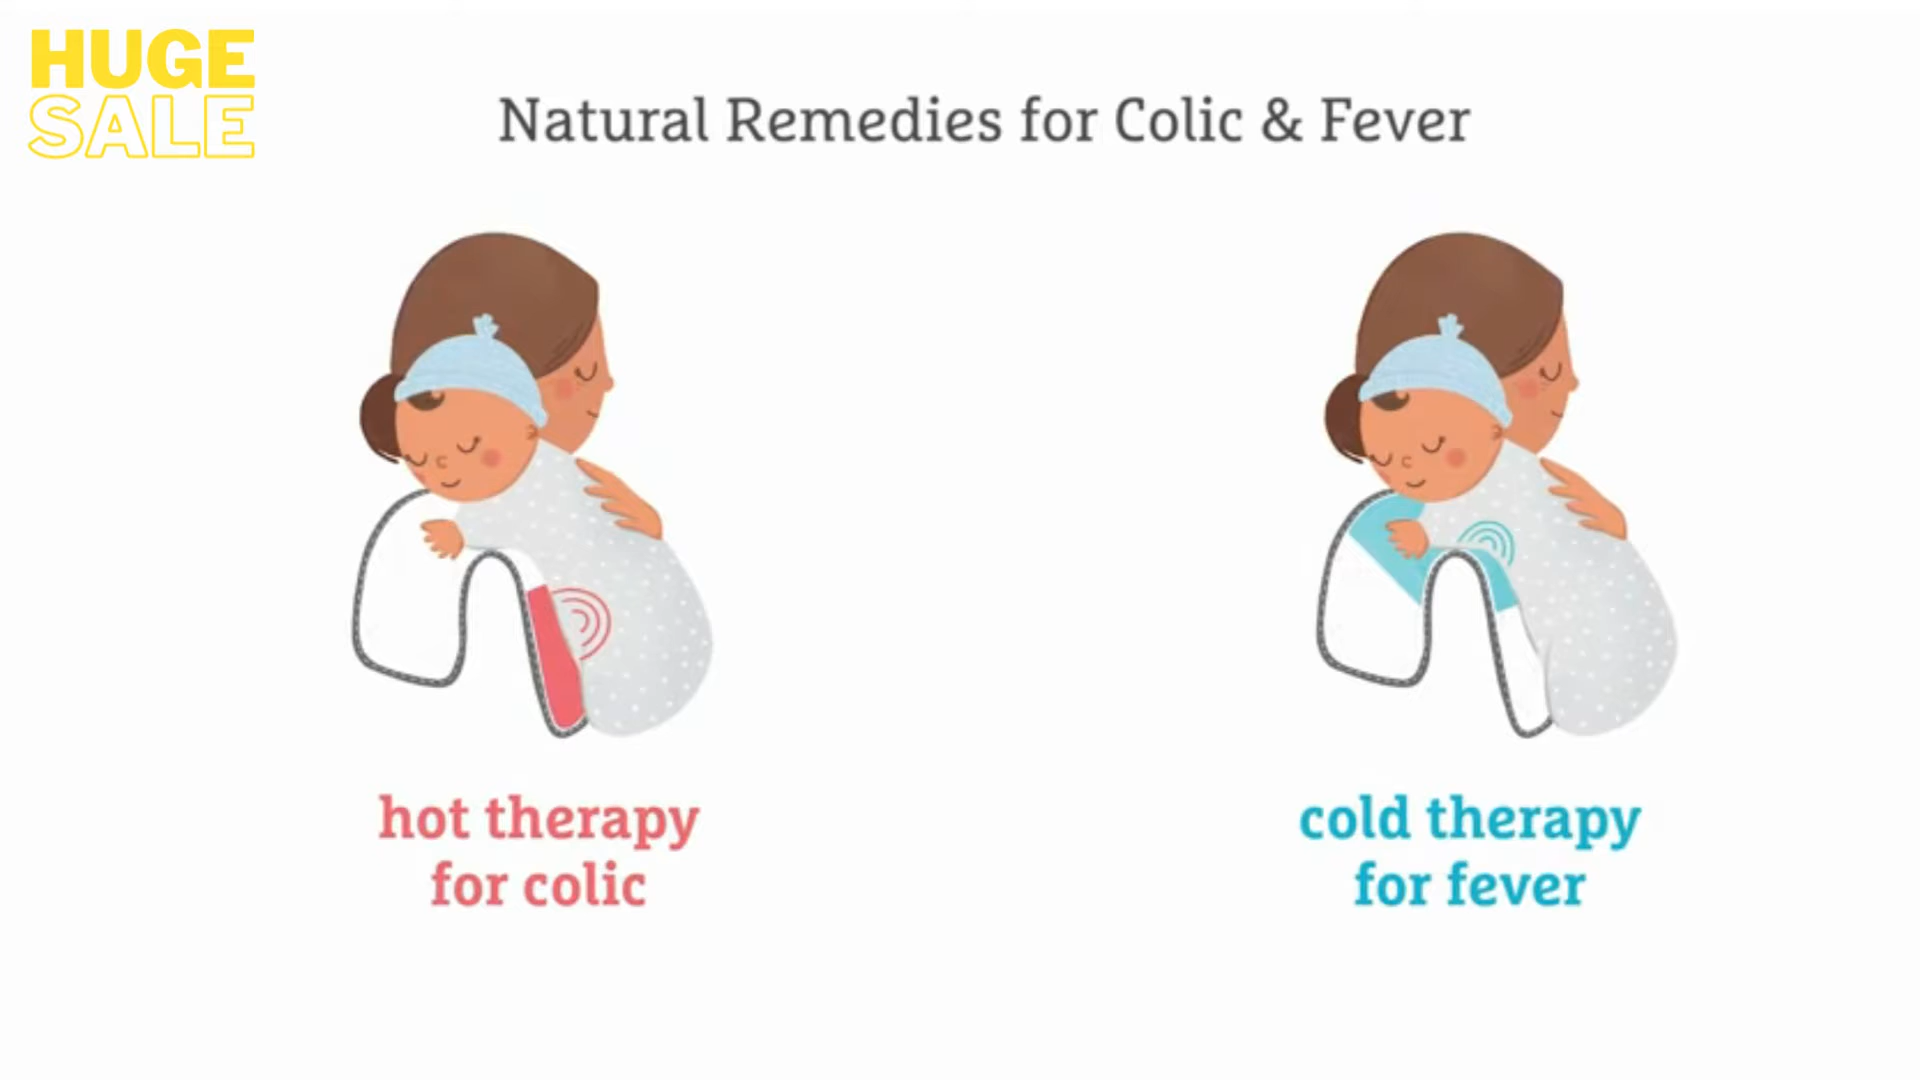 HUGE
SALE
Natural Remedies for Colic & Fever
hot therapy
for colic
cold therapy
for fever